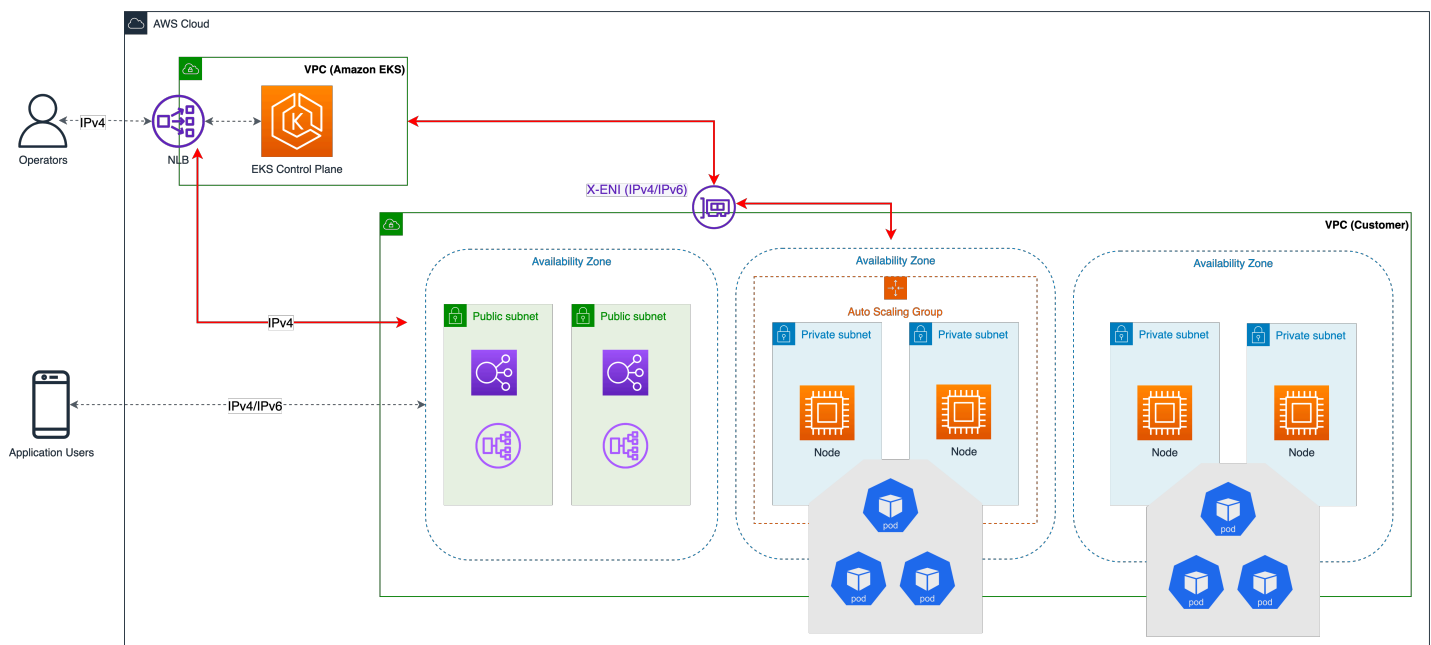 AWS Cloud
VPC (Amazon EKS)
IPv4
Operators
NLB
EKS Control Plane
X-ENI (IPv4/IPv6)
VPC (Customer)
Availability Zone
Availability Zone
Availability Zone
Auto Scaling Group
Public subnet
Public subnet
IPv4
Private subnet
Private subnet
Private subnet
Private subnet
IPv4/IPv6
Application Users
Node
Node
Node
Node
pod
pod
pod
pod
pod
pod